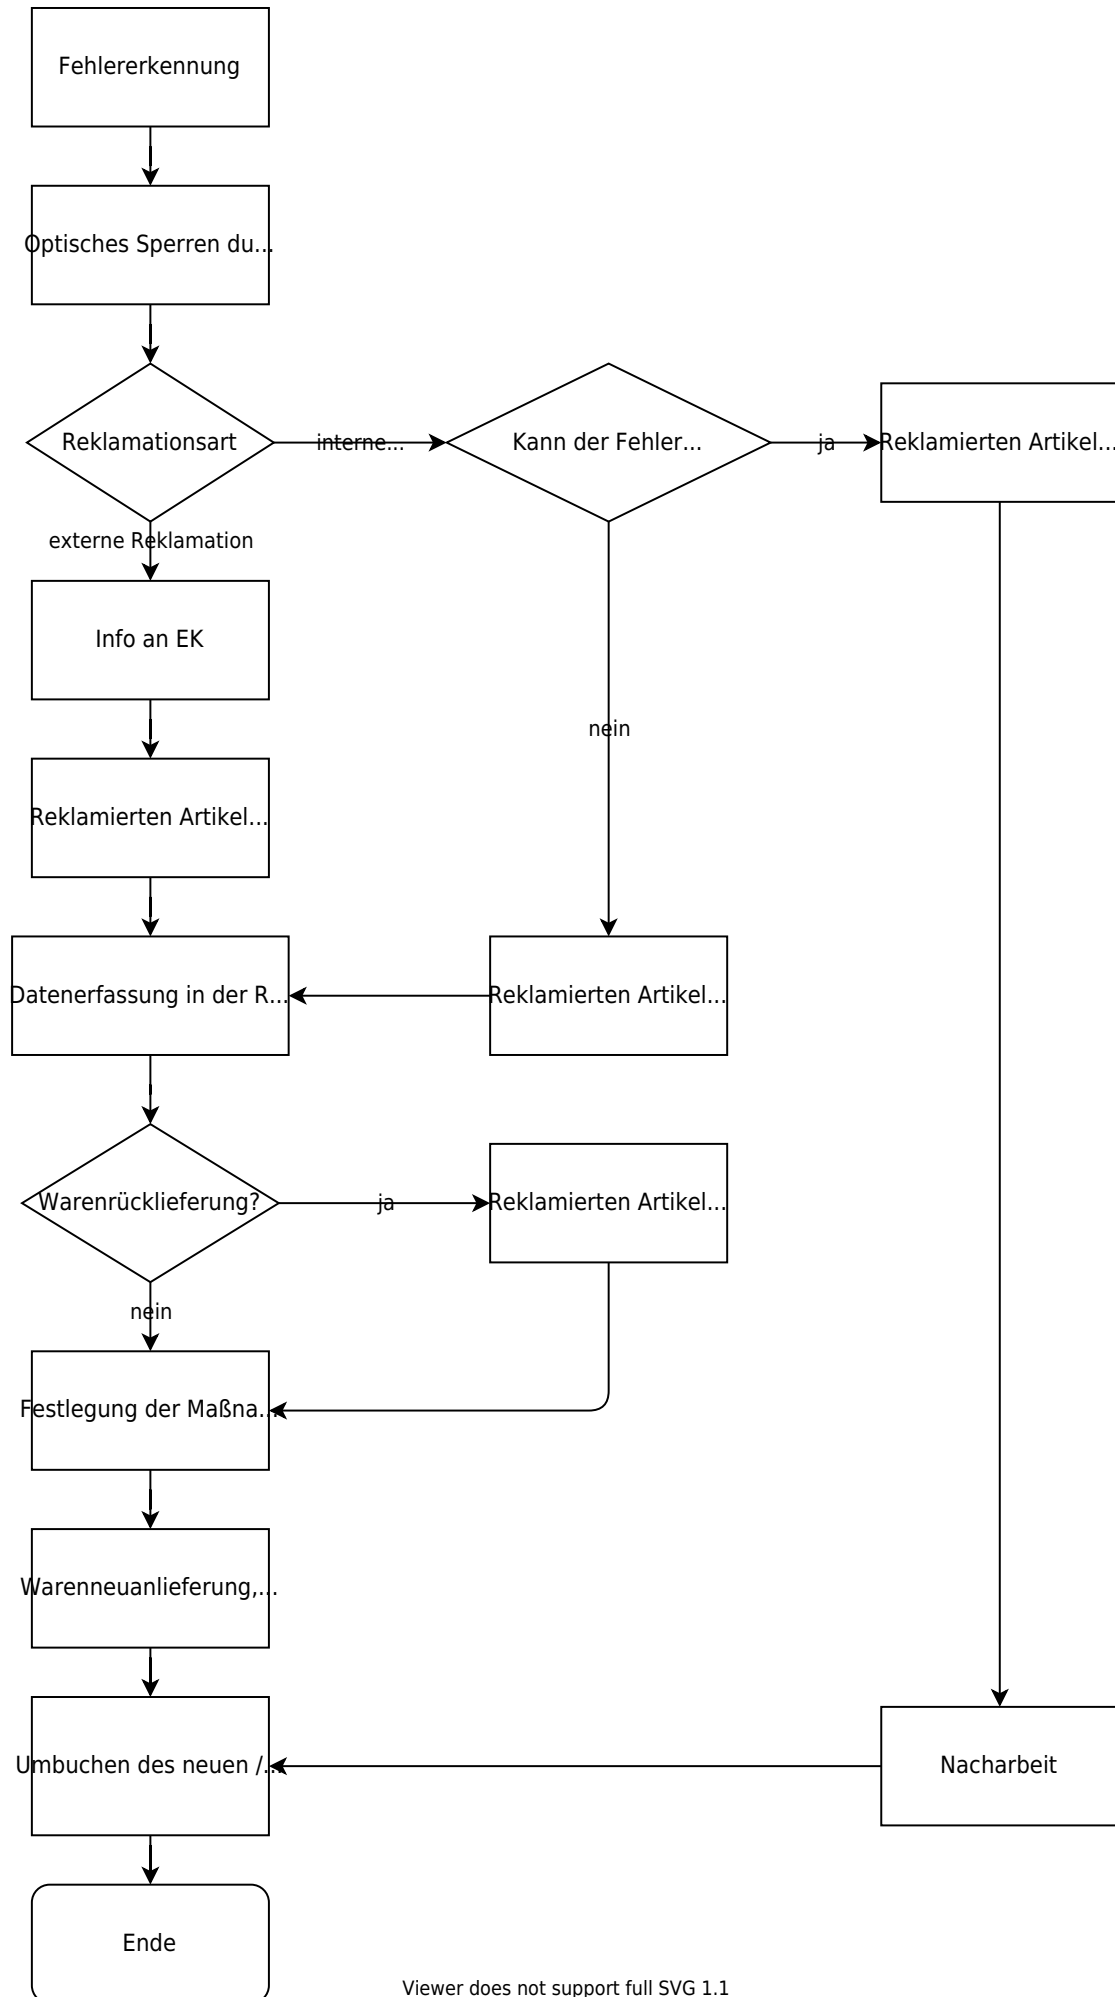 Fehlererkennung
Optisches Sperren du...
Reklamationsart
interne...
Kann der Fehler...
ja
Reklamierten Artikel...
externe Reklamation
Info an EK
nein
Reklamierten Artikel...
Datenerfassung in der R...
Reklamierten Artikel...
Warenrücklieferung?
ja
Reklamierten Artikel...
nein
Festlegung der Maßna...
Warenneuanlieferung,...
Umbuchen des neuen /...
Nacharbeit
Ende
Viewer does not support full SVG 1.1